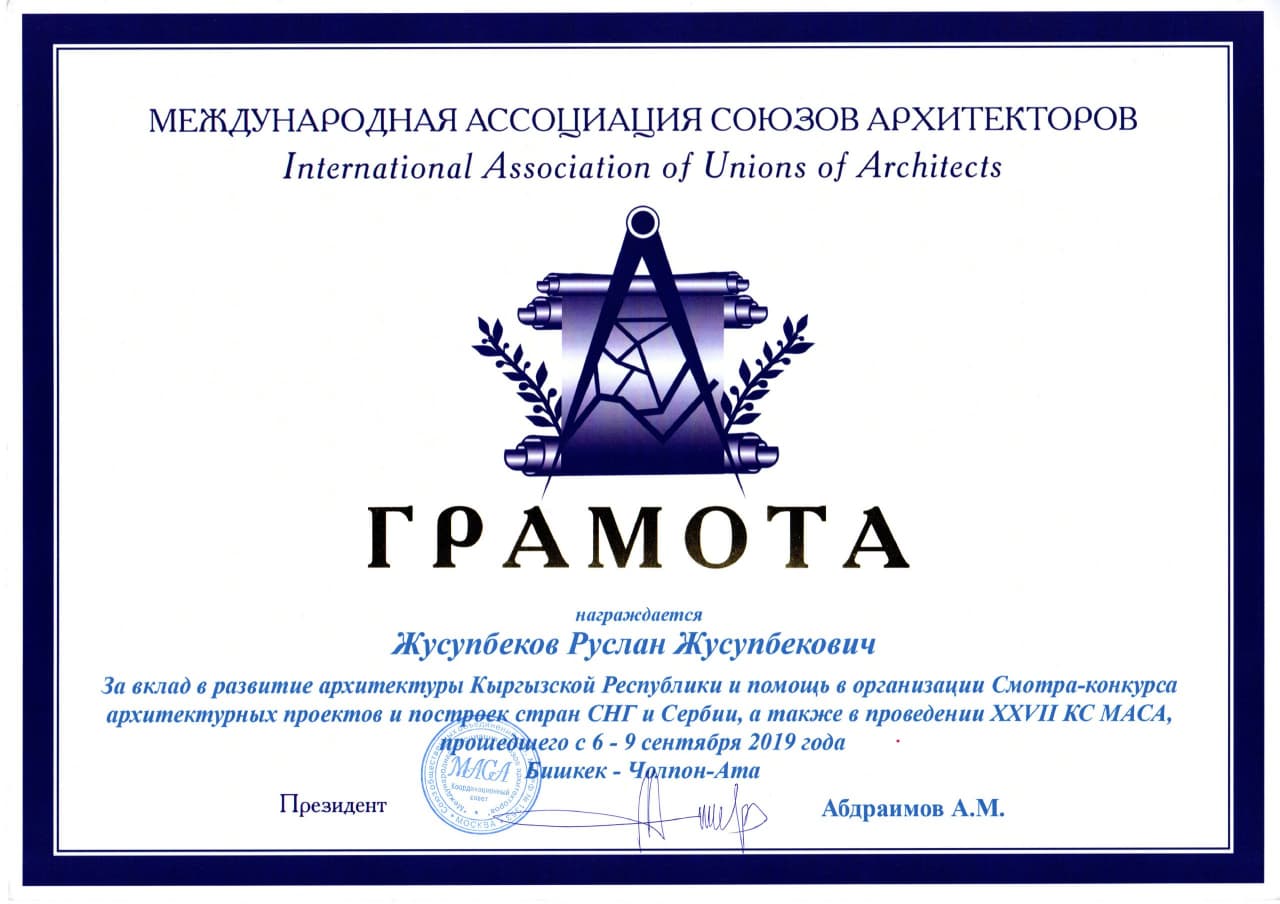 МЕЖДУНАРОДНАЯ АССОЦИАЦИЯ СОЮЗОВ АРХИТЕКТОРОВ
International Association of Unions of Architects
ГРАМОТА
награждается
Жусупбеков Руслан Жусупбекович
За вклад в развитие архитектуры Кыргызской Республики и помощь в организации Смотра-конкурса
архитектурных проектов и построек стран СНГ и Сербии, а также в проведении XXVII КС МАСА,
прошедшего с 6 - 9 сентября 2019 года
Бишкек - Чолпон-Ата
МАСА
Координационный
совет
МОСКВА
Президент
Абдраимов А.М.